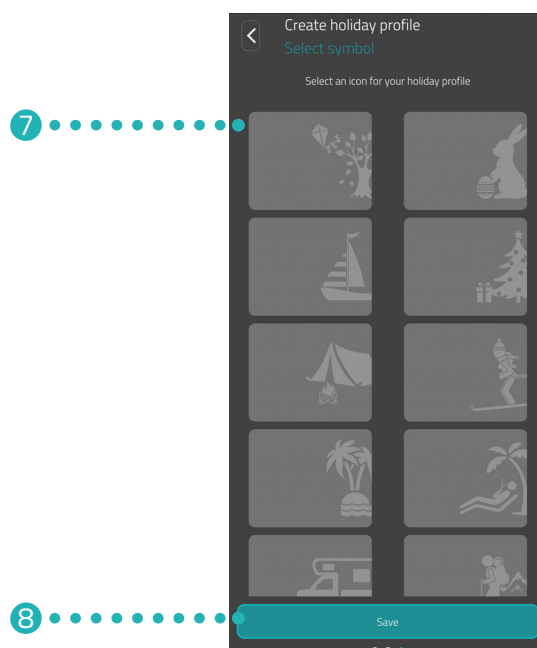 Create holiday profile
Select symbol
Select an icon for your holiday profile
7
8
Save